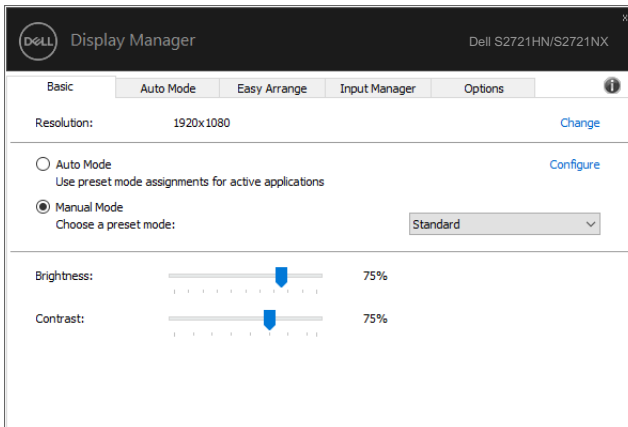 DELL Display Manager Dell S2721HN/S2721NX
Basic Auto Mode Easy Arrange Input Manager Options
Resolution: 1920x1080 Change
Auto Mode Configure
Use preset mode assignments for active applications
Manual Mode
Choose a preset mode: Standard
Brightness: 75%
Contrast: 75%